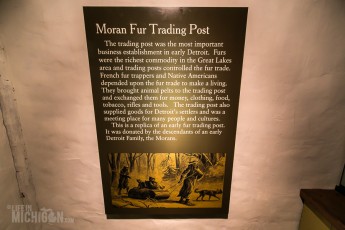 Moran Fur Trading Post
The trading post was the most important
business establishment in early Detroit. Furs
were the richest commodity in the Great Lakes
area and trading posts controlled the fur trade.
French fur trappers and Native Americans
depended upon the fur trade to make a living.
They brought animal pelts to the trading post
and exchanged them for money, clothing, food,
tobacco, rifles and tools. The trading post also
supplied goods for Detroit's settlers and was a
meeting place for many people and cultures.
This is a replica of an early fur trading post.
It was donated by the descendants of an early
Detroit Family, the Morans.
LIFE IN
MICHIGAN.COM